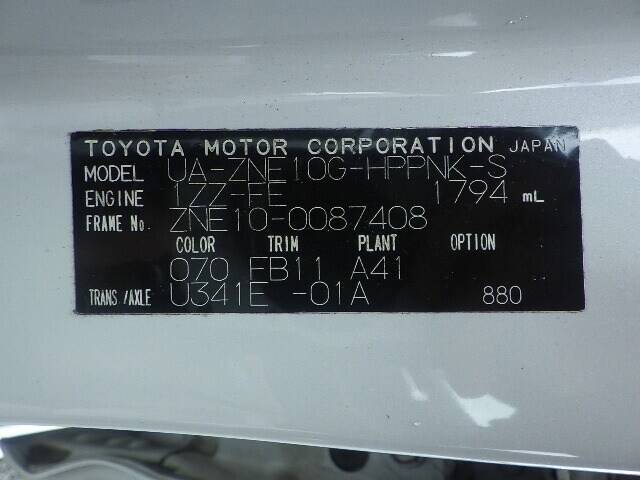 TOYOTA MOTOR CORPORATION JAPAN
MODEL UA-ZNE10G-HPPNK-S
ENGINE 1ZZ-FE 1794 mL
FRAME No. ZNE10-0087408
COLOR TRIM PLANT OPTION
070 FB11 A41
TRANS/AXLE U341E -01A 880